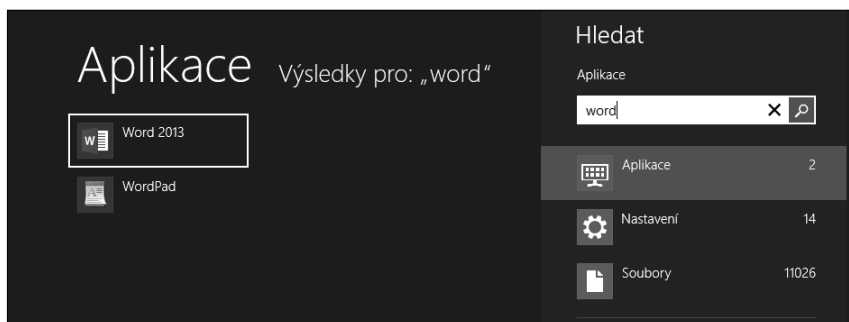 Aplikace Výsledky pro: „word“
Word 2013
WordPad
Hledat
Aplikace
word
Aplikace 2
Nastavení 14
Soubory 11026